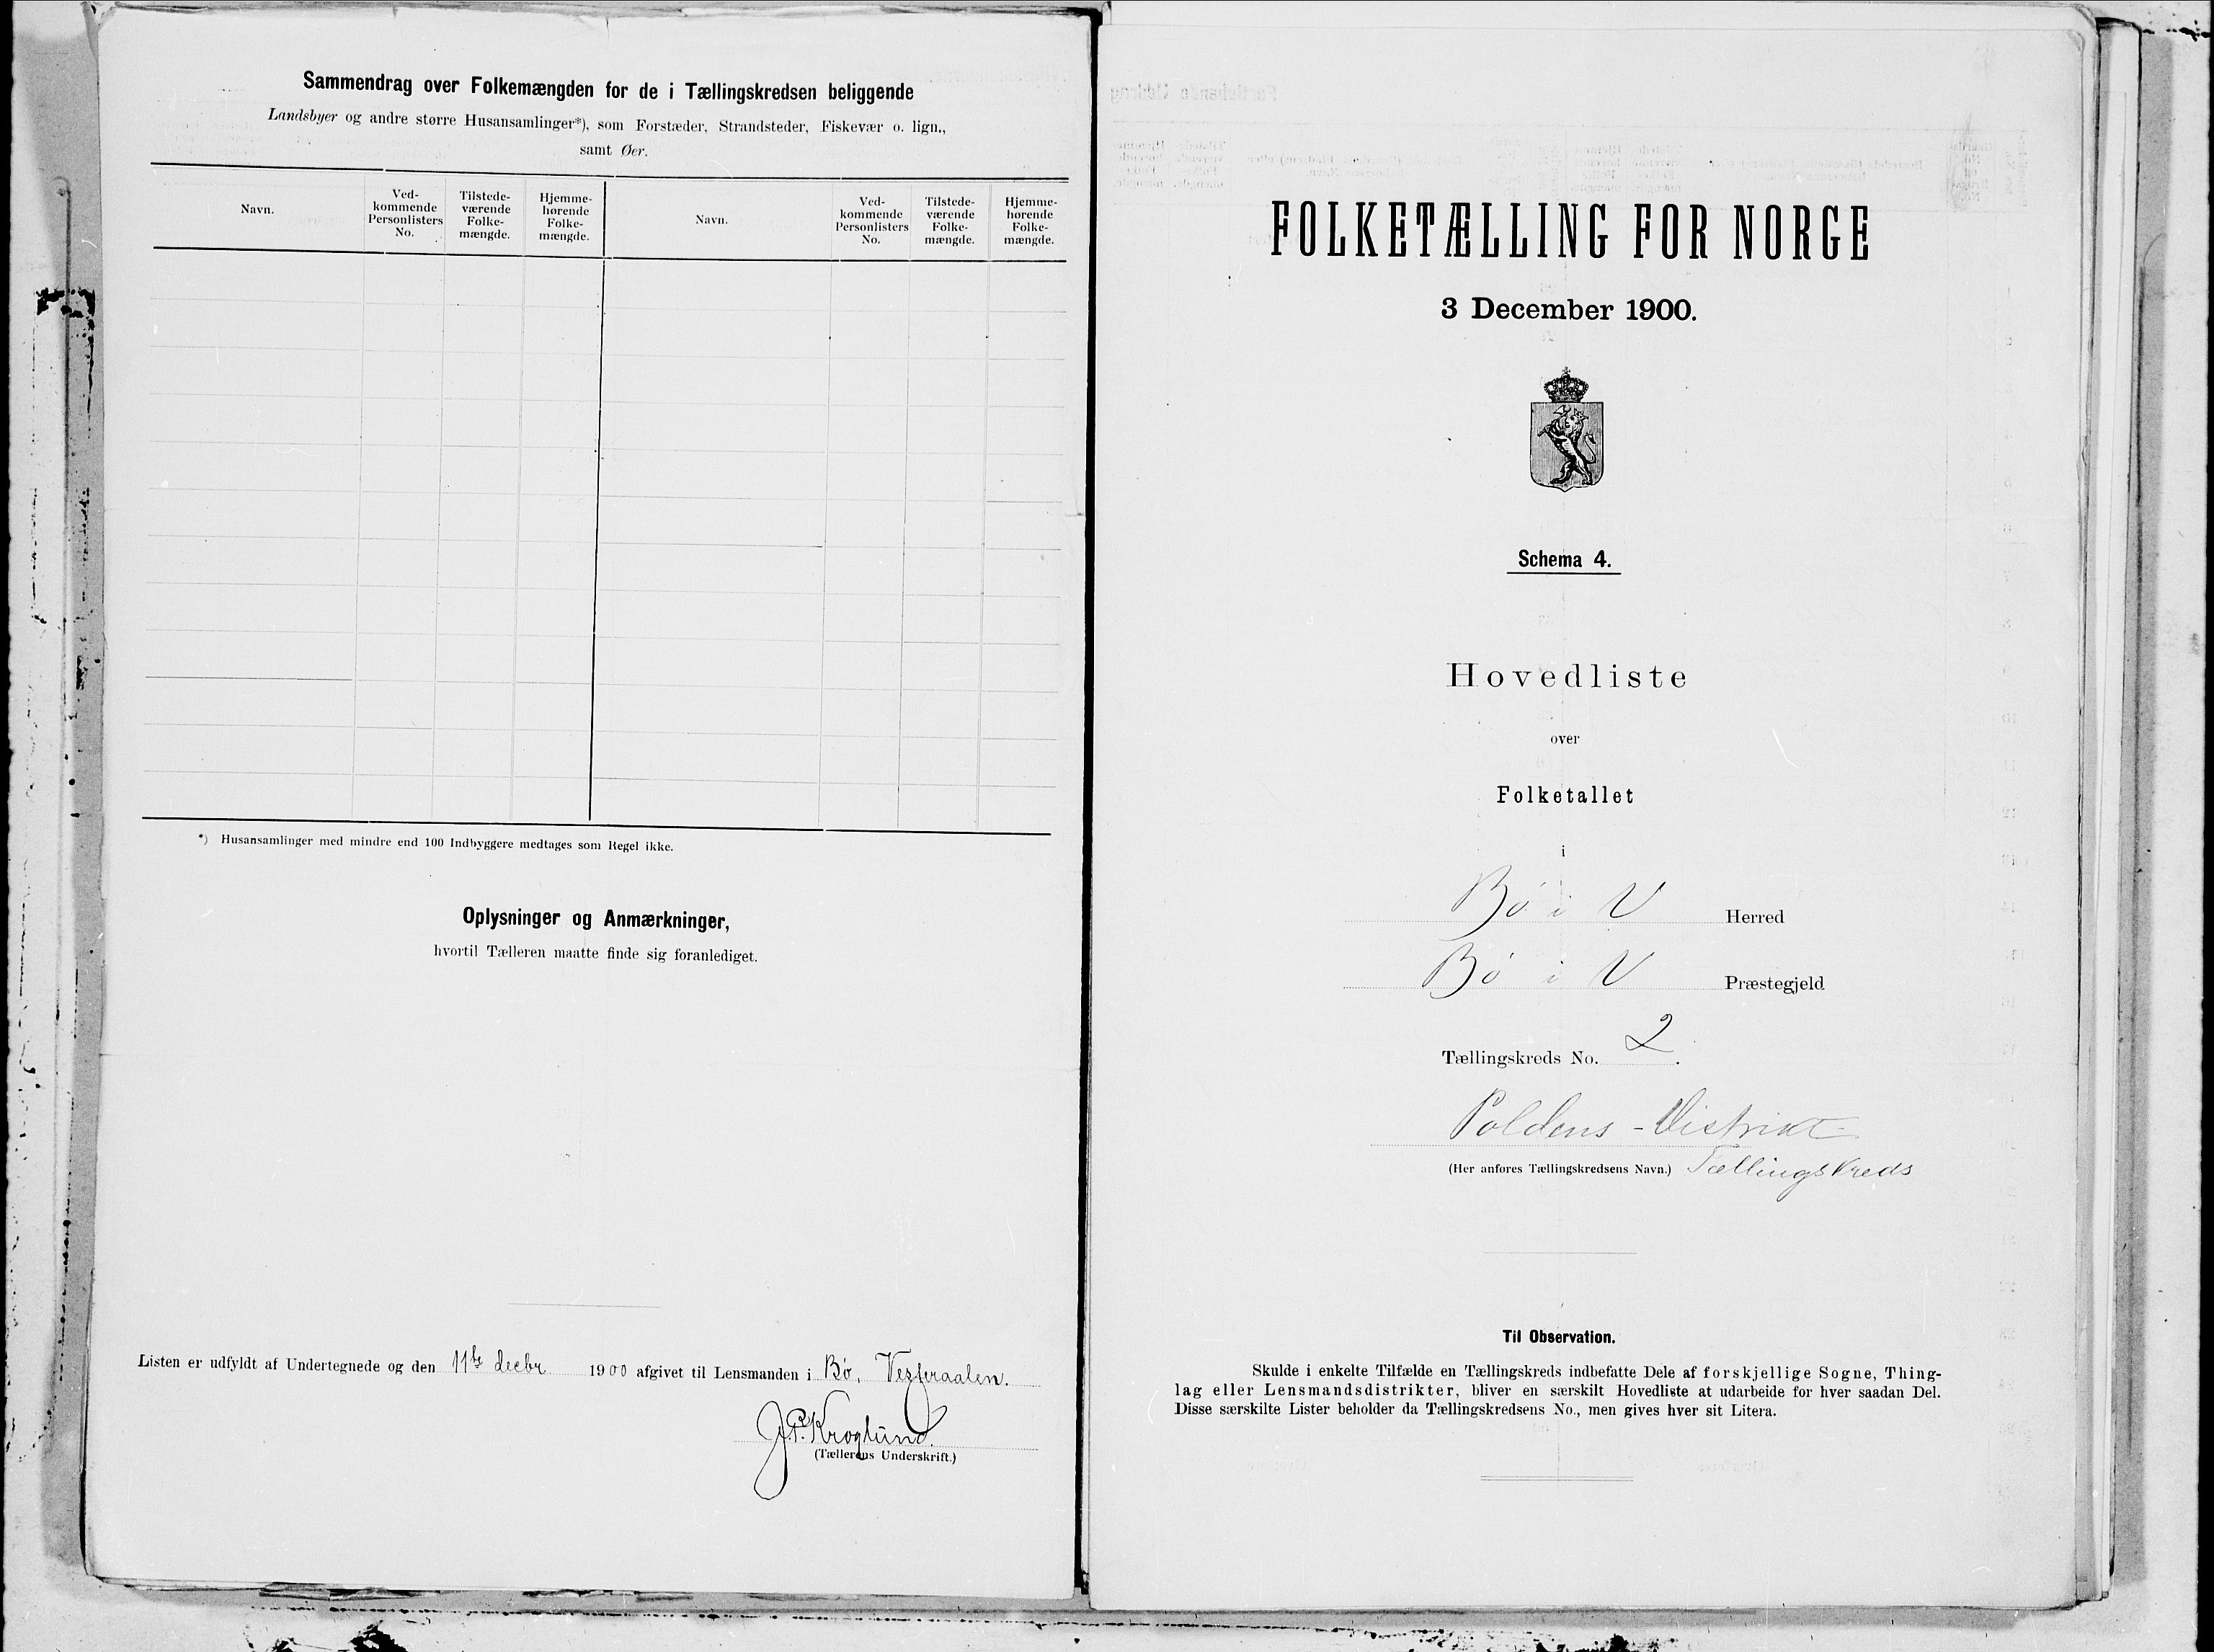 Sammendrag over Folkemængden for de i Tællingskredsen beliggende
Landsbyer og andre større Husansamlinger*), som Forstæder, Strandsteder, Fiskevær o. lign.,
samt Øer.
Navn.
Ved-
kommende
Personlisters
No.
Tilstede-
værende
Folke-
mængde.
Hjemme-
hørende
Folke-
mængde.
Navn.
Ved-
kommende
Personlisters
No.
Tilstede-
værende
Folke-
mængde.
Hjemme-
hørende
Folke-
mængde.
*) Husansamlinger med mindre end 100 Indbyggere medtages som Regel ikke.
Oplysninger og Anmærkninger,
hvortil Tælleren maatte finde sig foranlediget.
Listen er udfyldt af Undertegnede og den 11te decbr 1900 afgivet til Lensmanden i Bø, Vesteraalen.
J.P. Kroglund.
(Tællerens Underskrift.)
FOLKETÆLLING FOR NORGE
3 December 1900.
Schema 4.
Hovedliste
over
Folketallet
i
Bø i V Herred
Bø i V Præstegjeld
Tællingskreds No. 2.
Poldens-Distrikt
(Her anføres Tællingskredsens Navn.) Tællingskreds
Til Observation.
Skulde i enkelte Tilfælde en Tællingskreds indbefatte Dele af forskjellige Sogne, Thing-
lag eller Lensmandsdistrikter, bliver en særskilt Hovedliste at udarbeide for hver saadan Del.
Disse særskilte Lister beholder da Tællingskredsens No., men gives hver sit Litera.